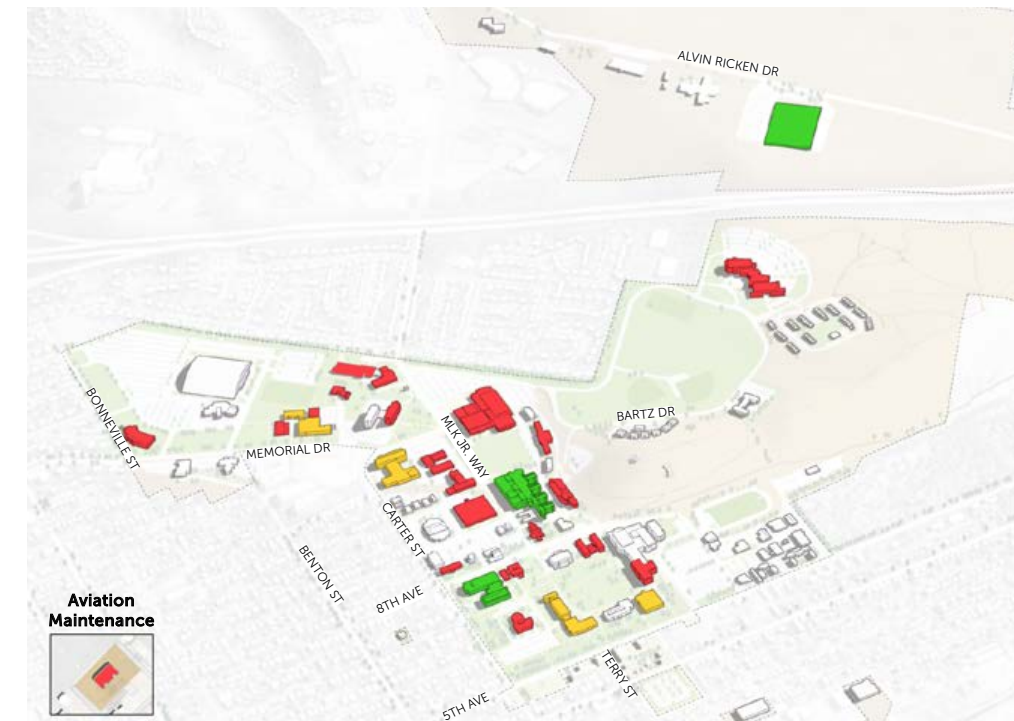 ALVIN RICKEN DR
BARTZ DR
BONNEVILLE ST
MEMORIAL DR
MLK JR. WAY
CARTER ST
BENTON ST
8TH AVE
TERRY ST
5TH AVE
Aviation
Maintenance